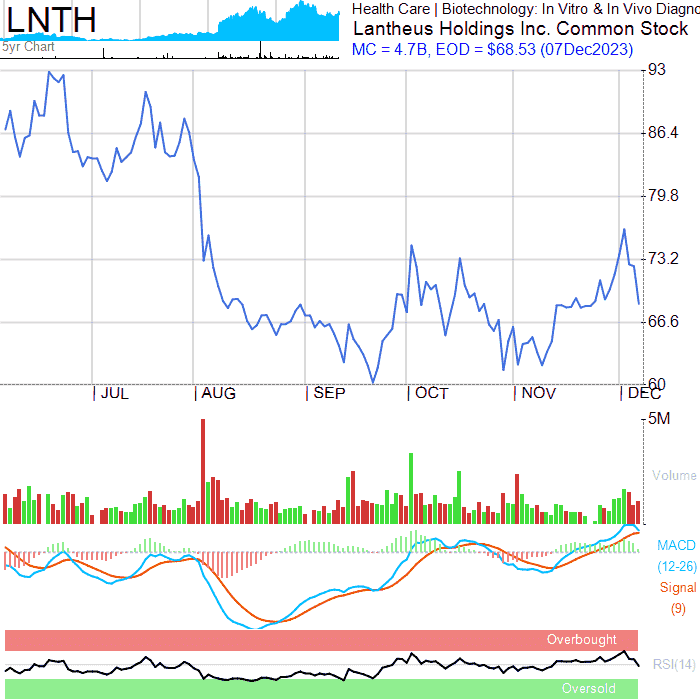 LNTH
5yr Chart
Health Care | Biotechnology: In Vitro & In Vivo Diagno
Lantheus Holdings Inc. Common Stock
MC = 4.7B, EOD = $68.53 (07Dec2023)
93
86.4
79.8
73.2
66.6
60
JUL AUG SEP OCT NOV DEC
5M
Volume
MACD
(12-26)
Signal
(9)
Overbought
RSI(14)
Oversold